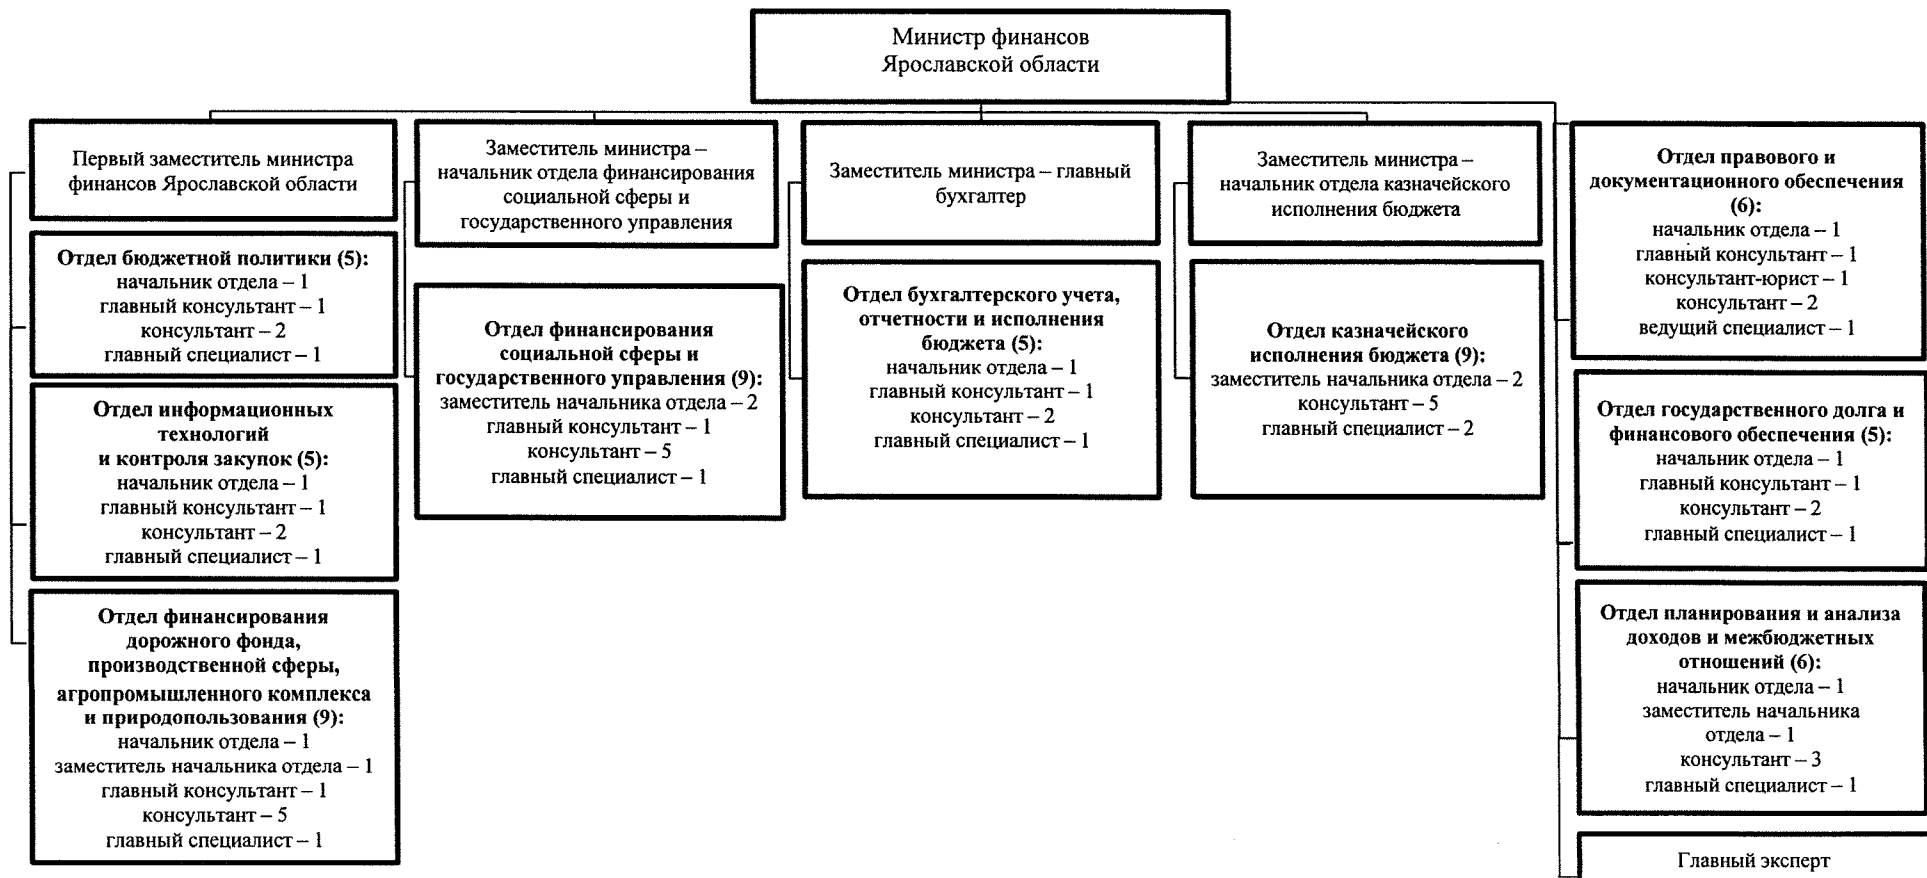 Министр финансов
Ярославской области
Первый заместитель министра
финансов Ярославской области
Отдел бюджетной политики (5):
начальник отдела – 1
главный консультант – 1
консультант – 2
главный специалист – 1
Отдел информационных
технологий
и контроля закупок (5):
начальник отдела – 1
главный консультант – 1
консультант – 2
главный специалист – 1
Отдел финансирования
дорожного фонда,
производственной сферы,
агропромышленного комплекса
и природопользования (9):
начальник отдела – 1
заместитель начальника отдела – 1
главный консультант – 1
консультант – 5
главный специалист – 1
Заместитель министра –
начальник отдела финансирования
социальной сферы и
государственного управления
Отдел финансирования
социальной сферы и
государственного управления (9):
заместитель начальника отдела – 2
главный консультант – 1
консультант – 5
главный специалист – 1
Заместитель министра – главный
бухгалтер
Отдел бухгалтерского учета,
отчетности и исполнения
бюджета (5):
начальник отдела – 1
главный консультант – 1
консультант – 2
главный специалист – 1
Заместитель министра –
начальник отдела казначейского
исполнения бюджета
Отдел казначейского
исполнения бюджета (9):
заместитель начальника отдела – 2
консультант – 5
главный специалист – 2
Отдел правового и
документационного обеспечения
(6):
начальник отдела – 1
главный консультант – 1
консультант-юрист – 1
консультант – 2
ведущий специалист – 1
Отдел государственного долга и
финансового обеспечения (5):
начальник отдела – 1
главный консультант – 1
консультант – 2
главный специалист – 1
Отдел планирования и анализа
доходов и межбюджетных
отношений (6):
начальник отдела – 1
заместитель начальника
отдела – 1
консультант – 3
главный специалист – 1
Главный эксперт